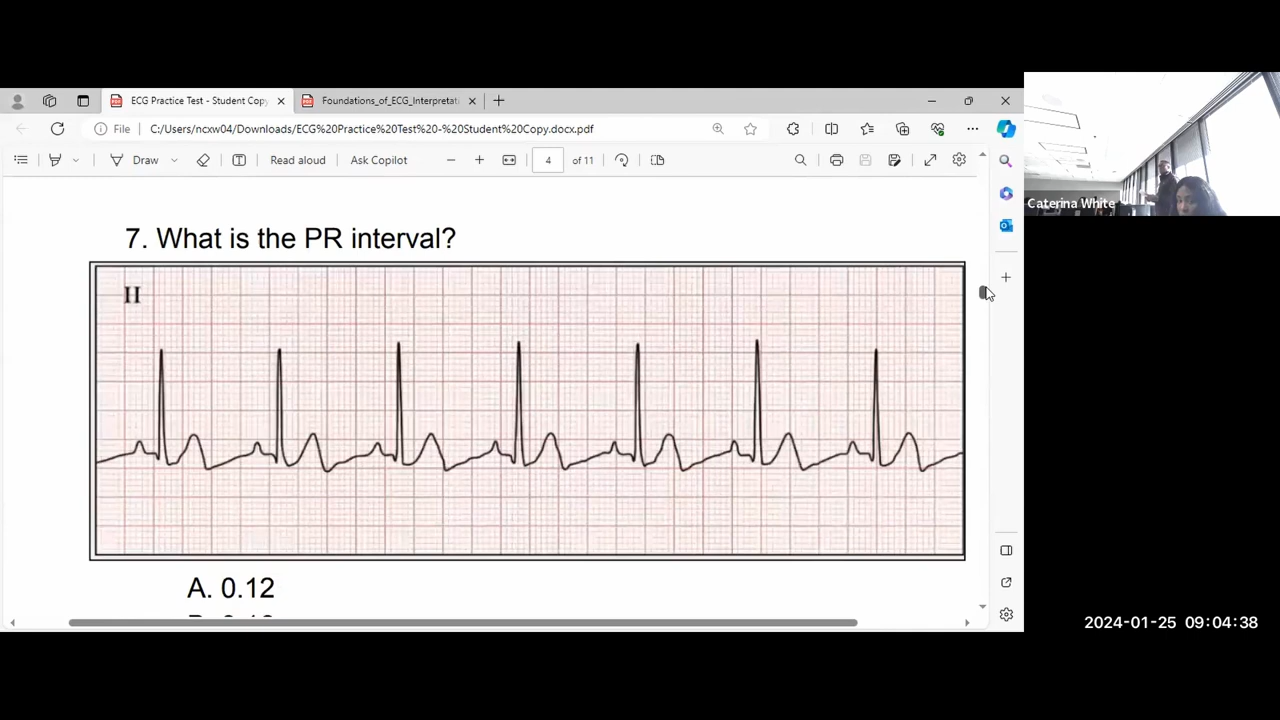 ECG Practice Test - Student Copy
Foundations_of_ECG_Interpretati
File
C:/Users/ncxw04/Downloads/ECG%20Practice%20Test%20-%20Student%20Copy.docx.pdf
Draw
Read aloud
Ask Copilot
4
of 11
Caterina White
7. What is the PR interval?
II
A. 0.12
2024-01-25 09:04:38